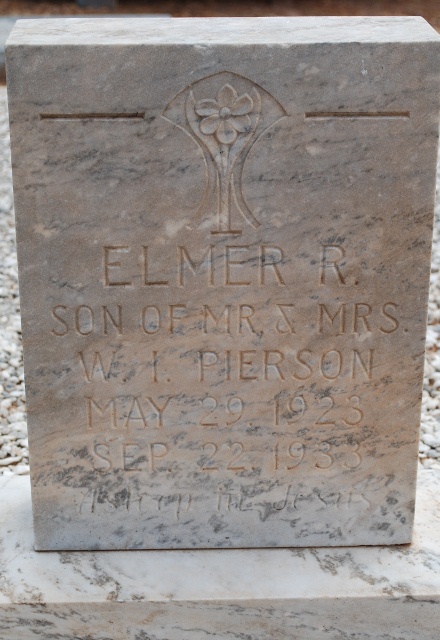 ELMER R.
SON OF MR. & MRS.
W. I. PIERSON
MAY 29 1923
SEP 22 1933
Asleep in Jesus